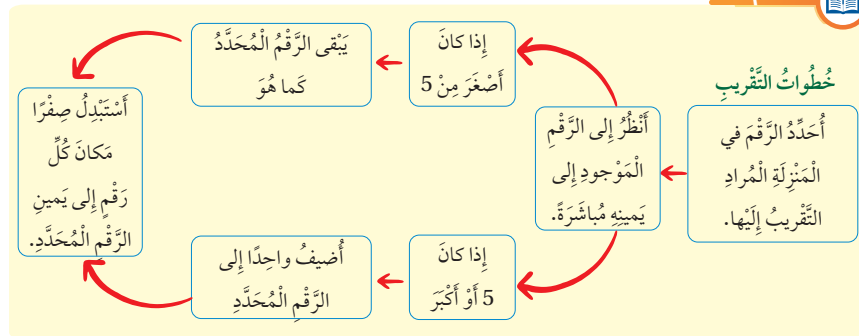 خُطُواتُ التَّقْريبِ
أُحَدِّدُ الرَّقْمَ في
الْمَنْزِلَةِ الْمُرادِ
التَّقْريبُ إِلَيْها.
أَنْظُرُ إِلى الرَّقْمِ
الْمَوْجودِ إِلى
يَمينِهِ مُباشَرَةً.
إِذا كانَ
أَصْغَرَ مِنْ 5
يَبْقى الرَّقْمُ الْمُحَدَّدُ
كَما هُوَ
إِذا كانَ
5 أَوْ أَكْبَرَ
أُضيفُ واحِدًا إِلى
الرَّقْمِ الْمُحَدَّدِ
أَسْتَبْدِلُ صِفْرًا
مَكانَ كُلِّ
رَقْمٍ إِلى يَمينِ
الرَّقْمِ الْمُحَدَّدِ.